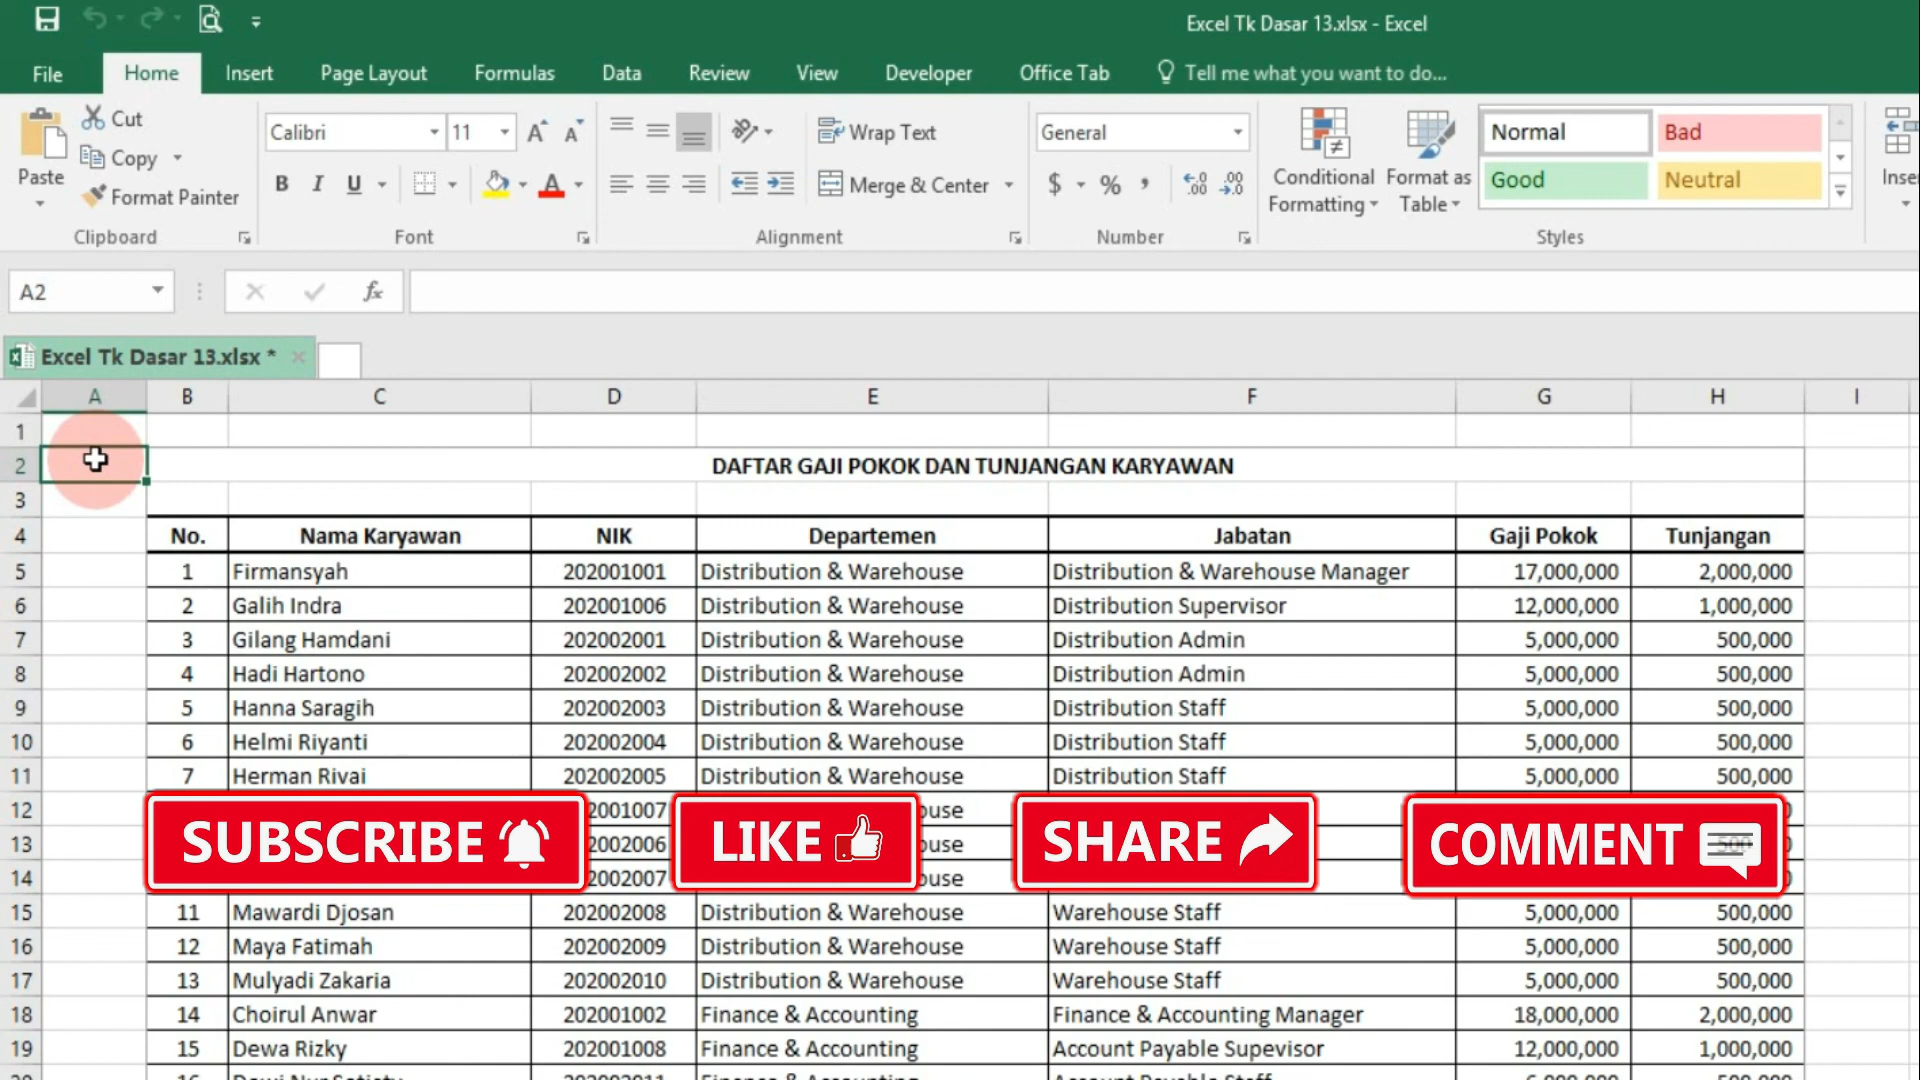 Excel Tk Dasar 13.xlsx - Excel
File Home Insert Page Layout Formulas Data Review View Developer Office Tab Tell me what you want to do...
Paste Cut Copy Format Painter
Calibri 11
B I U A
Wrap Text
Merge & Center
General
$ % ,
Conditional Formatting
Format as Table
Normal Bad
Good Neutral
Clipboard Font Alignment Number Styles
A2 fx
Excel Tk Dasar 13.xlsx *
A B C D E F G H I
1
2 DAFTAR GAJI POKOK DAN TUNJANGAN KARYAWAN
3
4 No. Nama Karyawan NIK Departemen Jabatan Gaji Pokok Tunjangan
5 1 Firmansyah 202001001 Distribution & Warehouse Distribution & Warehouse Manager 17,000,000 2,000,000
6 2 Galih Indra 202001006 Distribution & Warehouse Distribution Supervisor 12,000,000 1,000,000
7 3 Gilang Hamdani 202002001 Distribution & Warehouse Distribution Admin 5,000,000 500,000
8 4 Hadi Hartono 202002002 Distribution & Warehouse Distribution Admin 5,000,000 500,000
9 5 Hanna Saragih 202002003 Distribution & Warehouse Distribution Staff 5,000,000 500,000
10 6 Helmi Riyanti 202002004 Distribution & Warehouse Distribution Staff 5,000,000 500,000
11 7 Herman Rivai 202002005 Distribution & Warehouse Distribution Staff 5,000,000 500,000
12
13
14
SUBSCRIBE LIKE SHARE COMMENT
15 11 Mawardi Djosan 202002008 Distribution & Warehouse Warehouse Staff 5,000,000 500,000
16 12 Maya Fatimah 202002009 Distribution & Warehouse Warehouse Staff 5,000,000 500,000
17 13 Mulyadi Zakaria 202002010 Distribution & Warehouse Warehouse Staff 5,000,000 500,000
18 14 Choirul Anwar 202001002 Finance & Accounting Finance & Accounting Manager 18,000,000 2,000,000
19 15 Dewa Rizky 202001008 Finance & Accounting Account Payable Supevisor 12,000,000 1,000,000